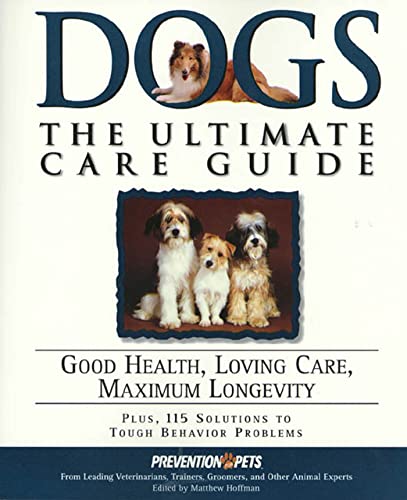 DOGS
THE ULTIMATE
CARE GUIDE
GOOD HEALTH, LOVING CARE,
MAXIMUM LONGEVITY
PLUS, 115 SOLUTIONS TO
TOUGH BEHAVIOR PROBLEMS
PREVENTION PETS
From Leading Veterinarians, Trainers, Groomers, and Other Animal Experts
Edited by Matthew Hoffman